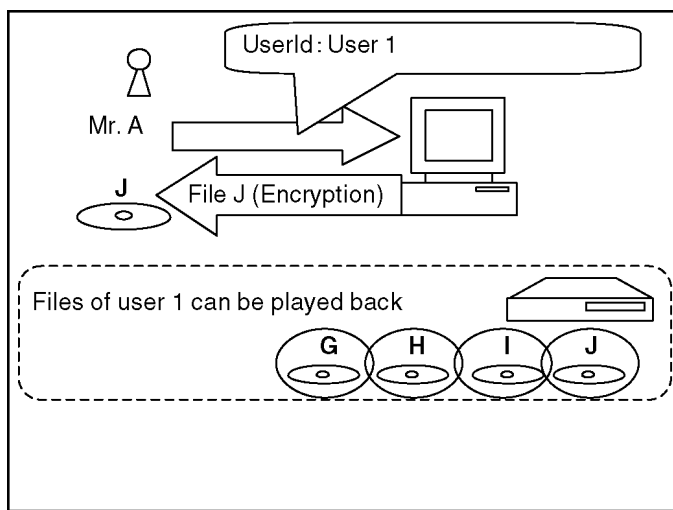 UserId : User 1
Mr. A
J
File J (Encryption)
Files of user 1 can be played back
G H I J